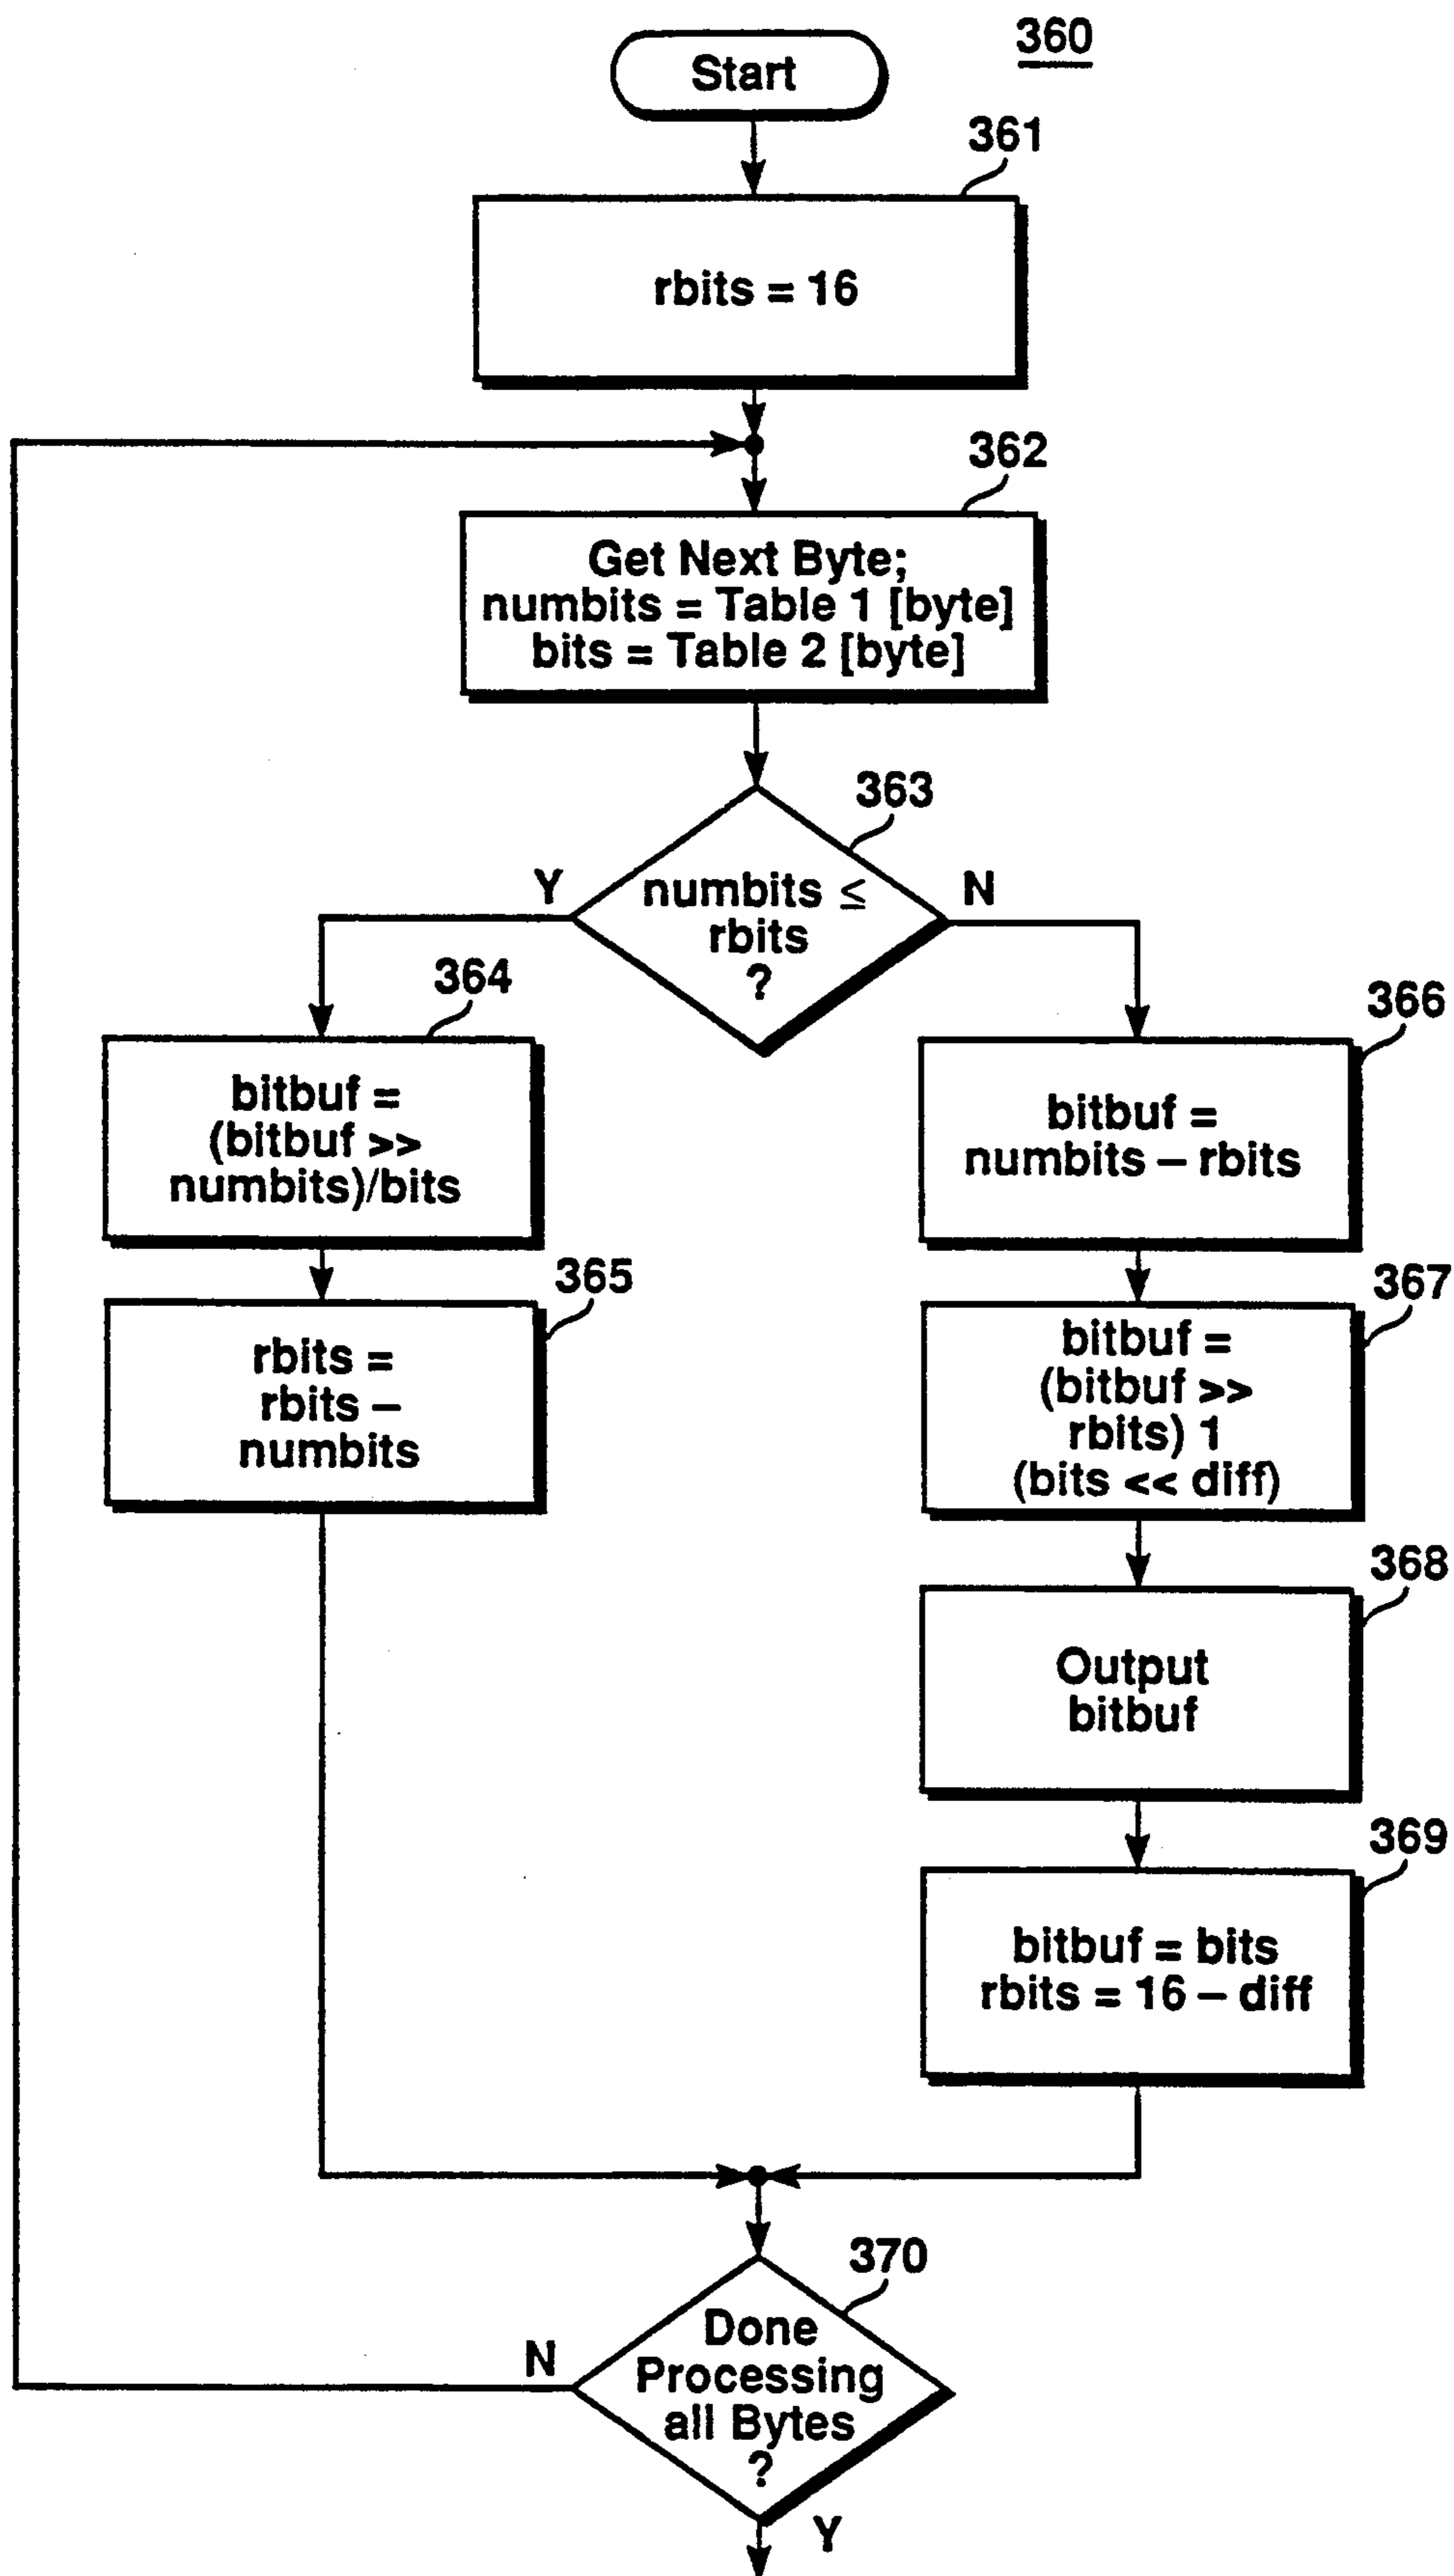 360
Start
361
rbits = 16
362
Get Next Byte;
numbits = Table 1 [byte]
bits = Table 2 [byte]
363
numbits ≤
rbits
?
Y
N
364
bitbuf =
(bitbuf >>
numbits)/bits
365
rbits =
rbits –
numbits
366
bitbuf =
numbits – rbits
367
bitbuf =
(bitbuf >>
rbits) 1
(bits << diff)
368
Output
bitbuf
369
bitbuf = bits
rbits = 16 – diff
370
Done
Processing
all Bytes
?
N
Y